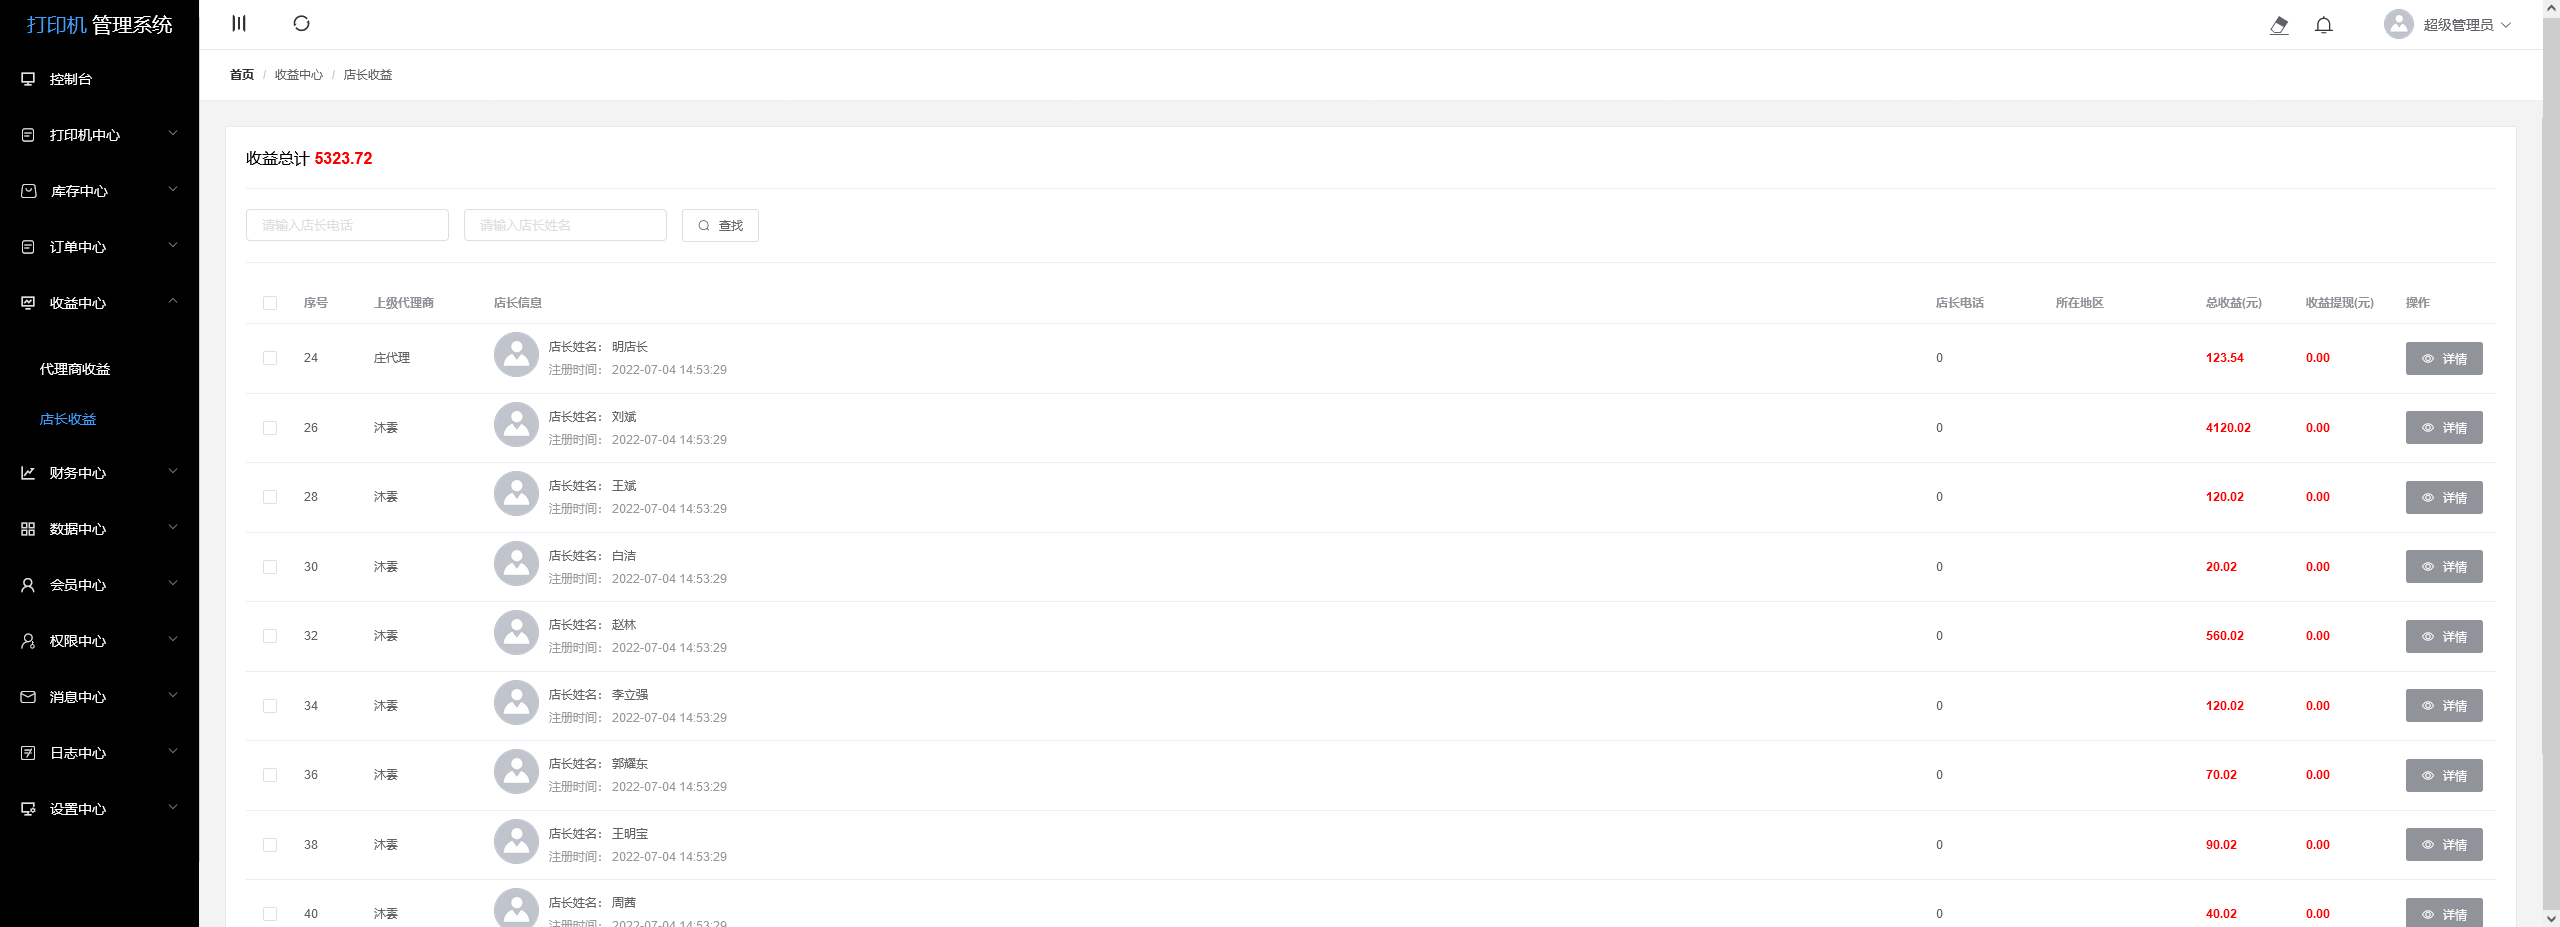 打印机 管理系统
控制台
打印机中心
库存中心
订单中心
收益中心
代理商收益
店长收益
财务中心
数据中心
会员中心
权限中心
消息中心
日志中心
设置中心
超级管理员
首页 / 收益中心 / 店长收益
收益总计 5323.72
请输入店长电话 请输入店长姓名 查找
序号 上级代理商 店长信息 店长电话 所在地区 总收益(元) 收益提现(元) 操作
24 庄代理 店长姓名： 明店长 0 123.54 0.00 详情
注册时间： 2022-07-04 14:53:29
26 沐雲 店长姓名： 刘斌 0 4120.02 0.00 详情
注册时间： 2022-07-04 14:53:29
28 沐雲 店长姓名： 王斌 0 120.02 0.00 详情
注册时间： 2022-07-04 14:53:29
30 沐雲 店长姓名： 白洁 0 20.02 0.00 详情
注册时间： 2022-07-04 14:53:29
32 沐雲 店长姓名： 赵林 0 560.02 0.00 详情
注册时间： 2022-07-04 14:53:29
34 沐雲 店长姓名： 李立强 0 120.02 0.00 详情
注册时间： 2022-07-04 14:53:29
36 沐雲 店长姓名： 郭耀东 0 70.02 0.00 详情
注册时间： 2022-07-04 14:53:29
38 沐雲 店长姓名： 王明宝 0 90.02 0.00 详情
注册时间： 2022-07-04 14:53:29
40 沐雲 店长姓名： 周茜 0 40.02 0.00 详情
注册时间： 2022-07-04 14:53:29